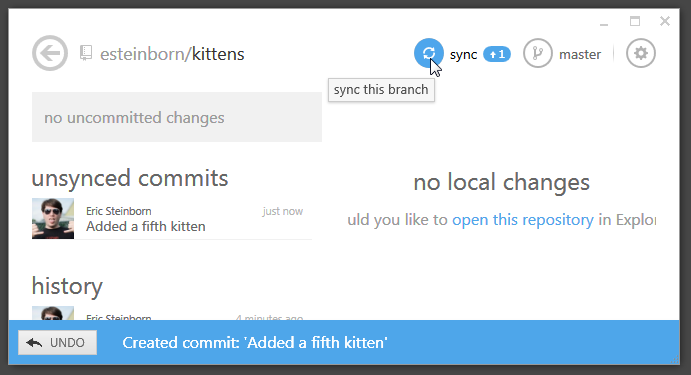 esteinborn/kittens
sync 1
master
sync this branch
no uncommitted changes
unsynced commits
Eric Steinborn
just now
Added a fifth kitten
no local changes
uld you like to open this repository in Explor
history
Eric Steinborn
4 minutes ago
UNDO
Created commit: 'Added a fifth kitten'